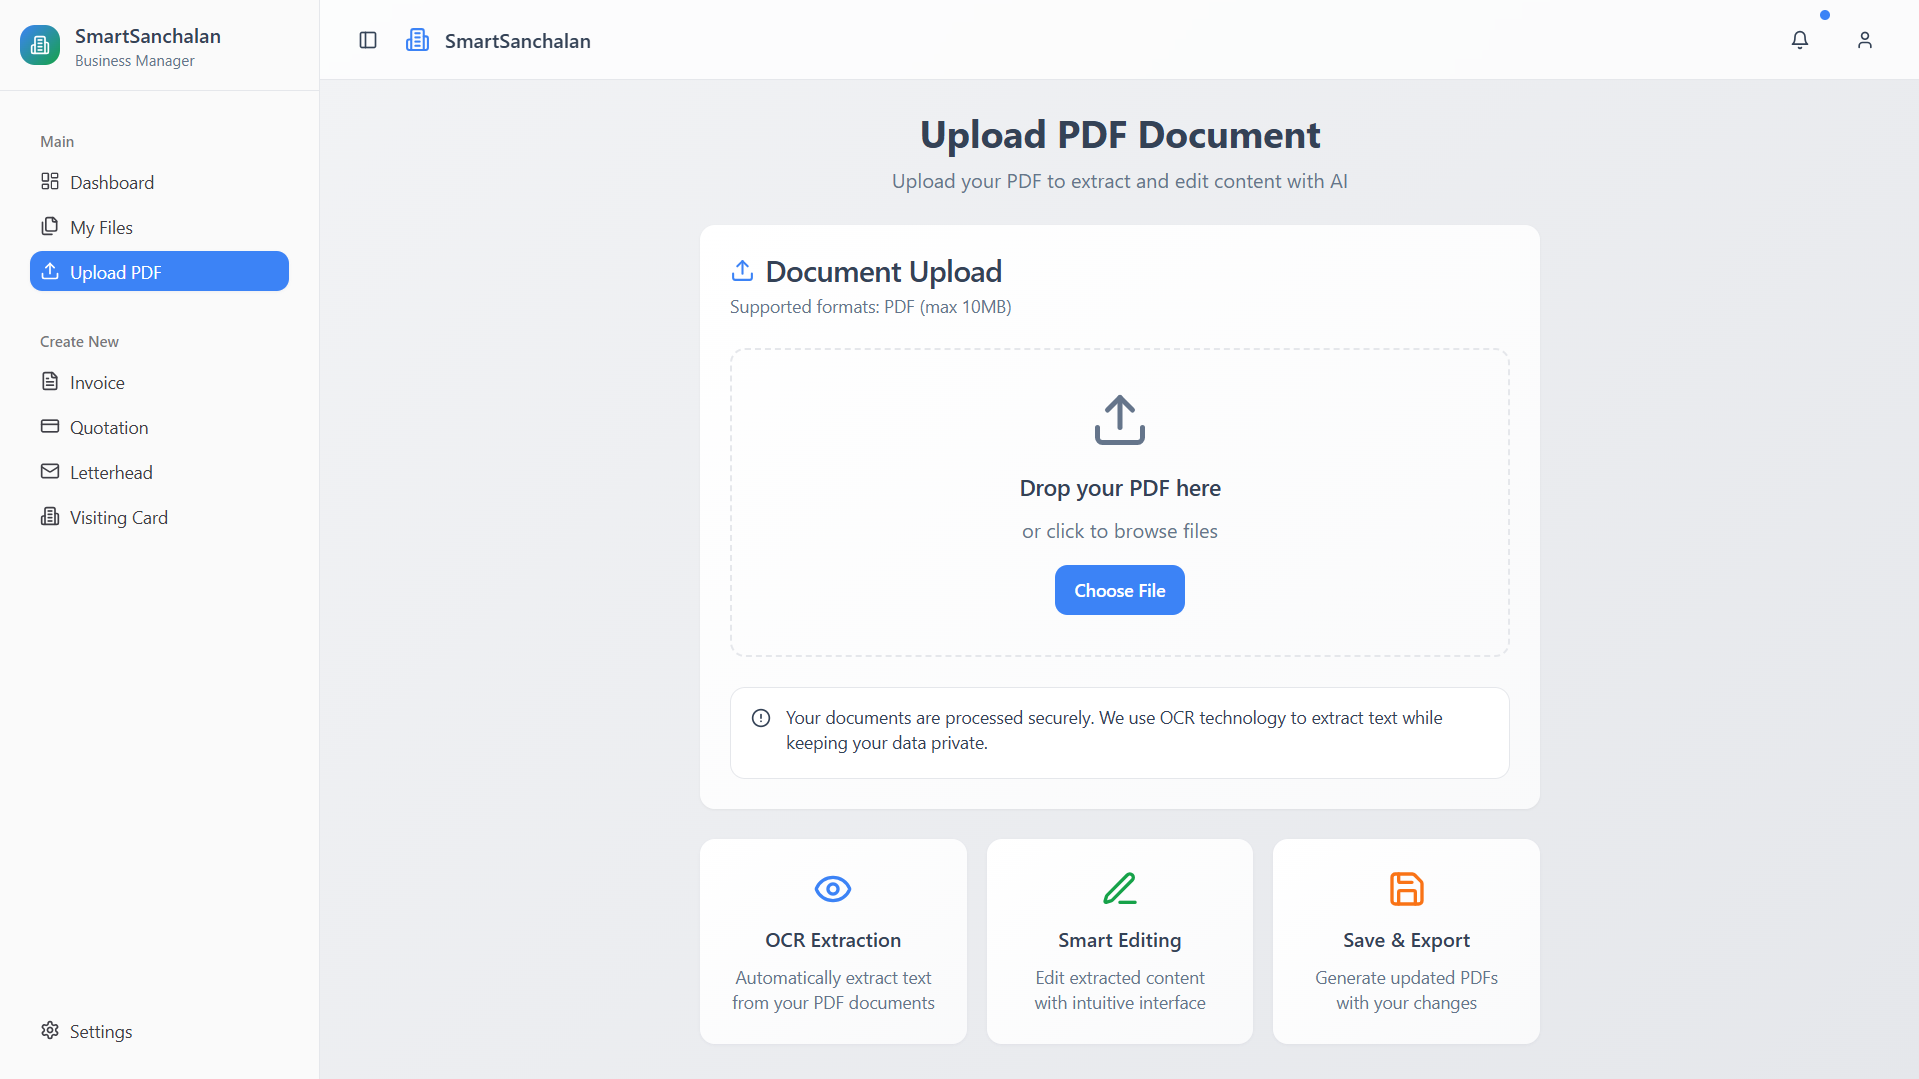 SmartSanchalan
Business Manager
Main
Dashboard
My Files
Upload PDF
Create New
Invoice
Quotation
Letterhead
Visiting Card
Settings
SmartSanchalan
Upload PDF Document
Upload your PDF to extract and edit content with AI
Document Upload
Supported formats: PDF (max 10MB)
Drop your PDF here
or click to browse files
Choose File
Your documents are processed securely. We use OCR technology to extract text while
keeping your data private.
OCR Extraction
Automatically extract text
from your PDF documents
Smart Editing
Edit extracted content
with intuitive interface
Save & Export
Generate updated PDFs
with your changes